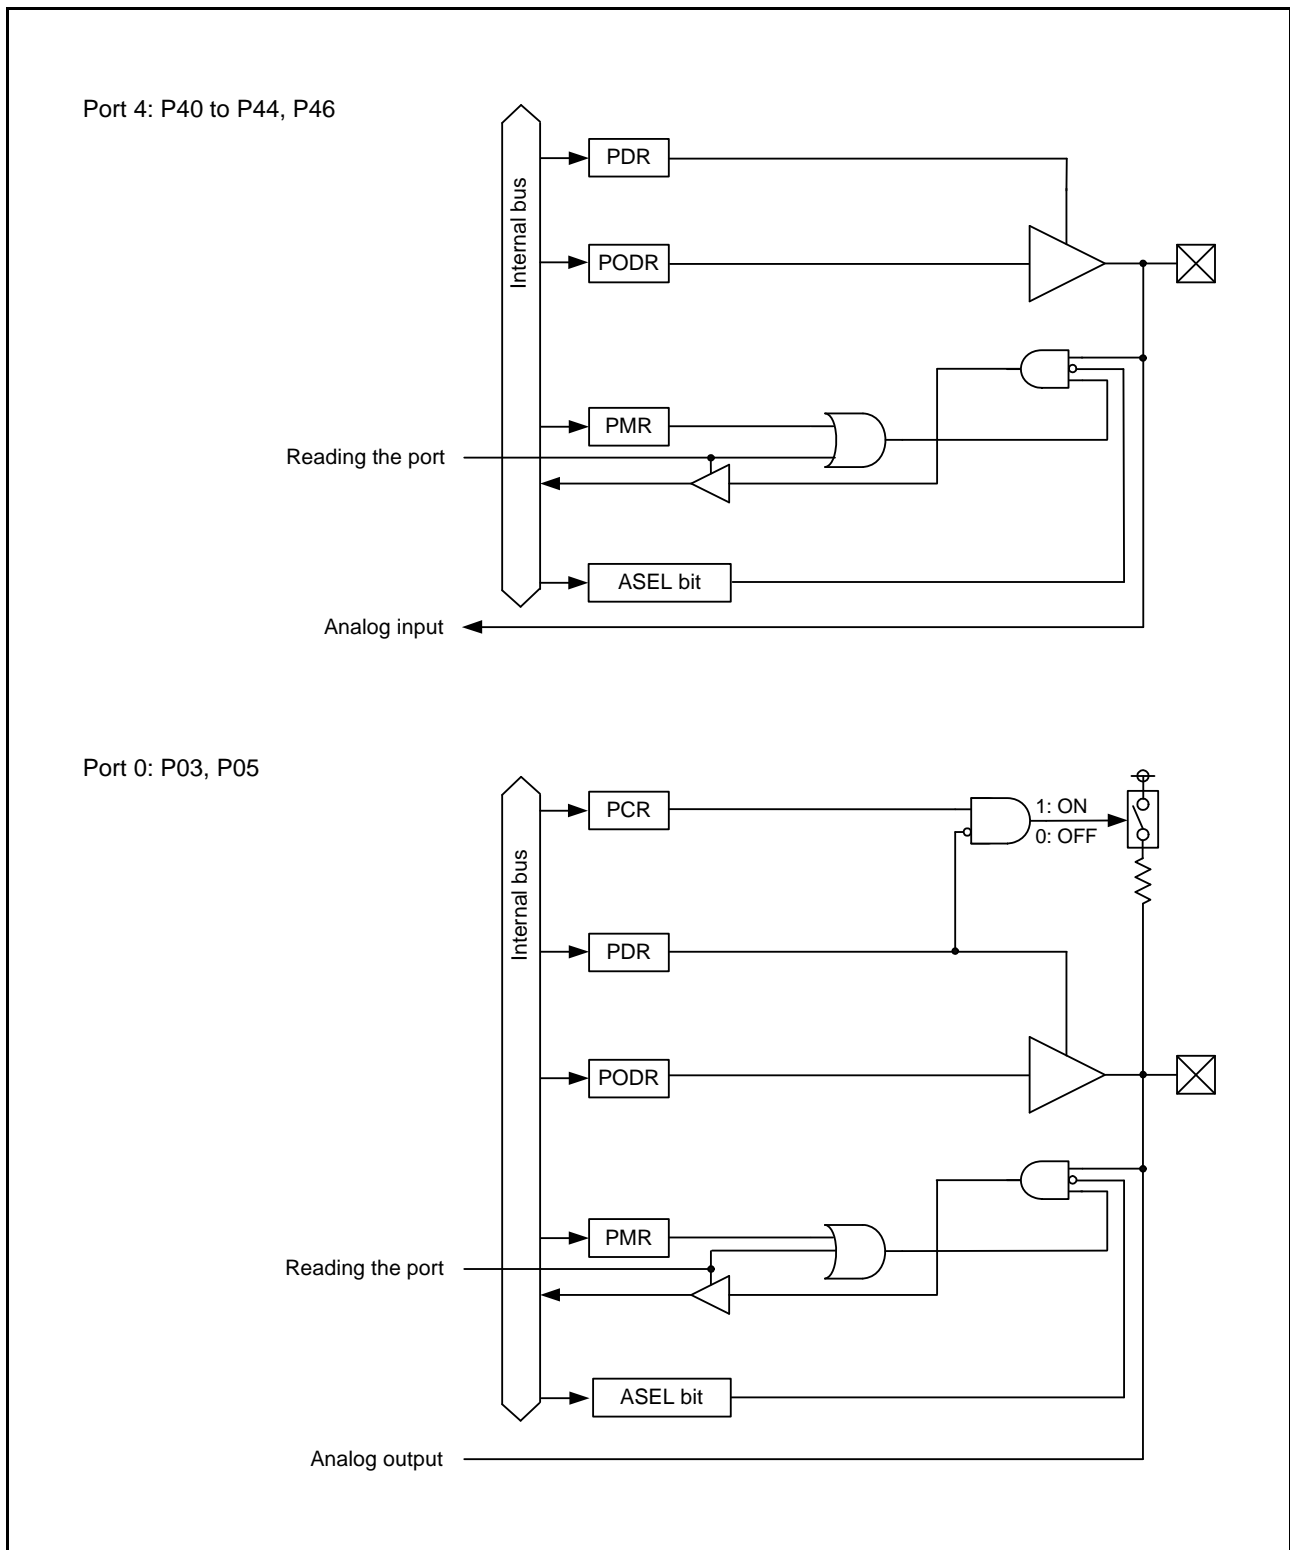 Port 4: P40 to P44, P46
Internal bus
PDR
PODR
PMR
Reading the port
ASEL bit
Analog input
Port 0: P03, P05
Internal bus
PCR
1: ON
0: OFF
PDR
PODR
PMR
Reading the port
ASEL bit
Analog output